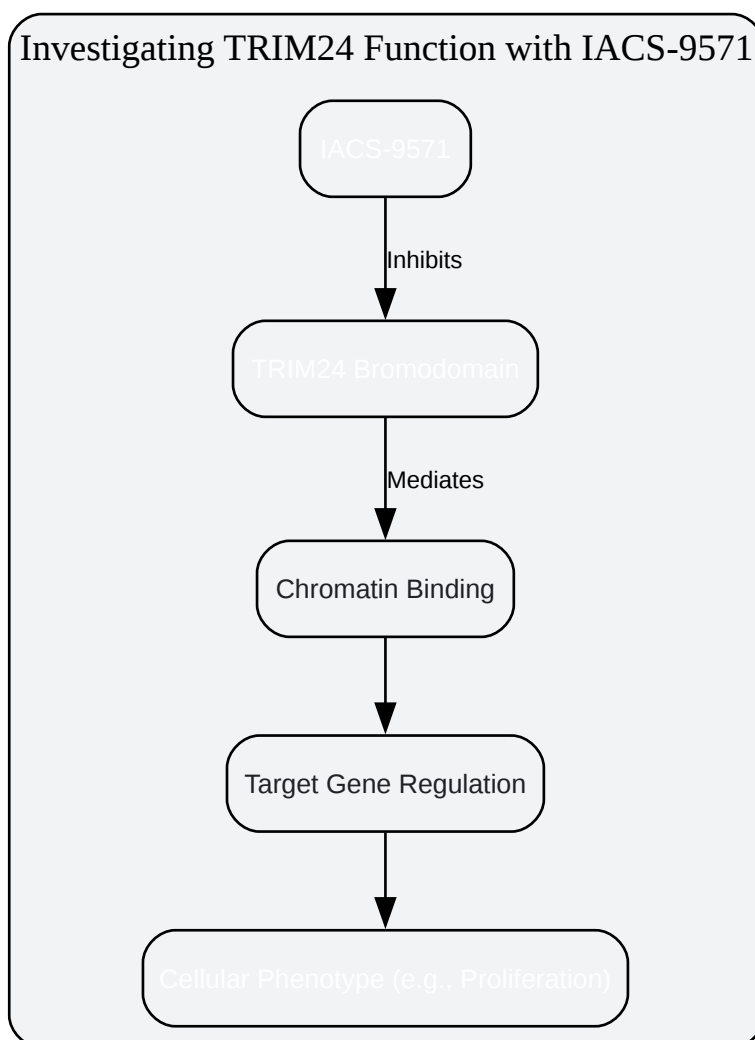 Investigating TRIM24 Function with IACS-9571
IACS-9571
Inhibits
TRIM24 Bromodomain
Mediates
Chromatin Binding
Target Gene Regulation
Cellular Phenotype (e.g., Proliferation)